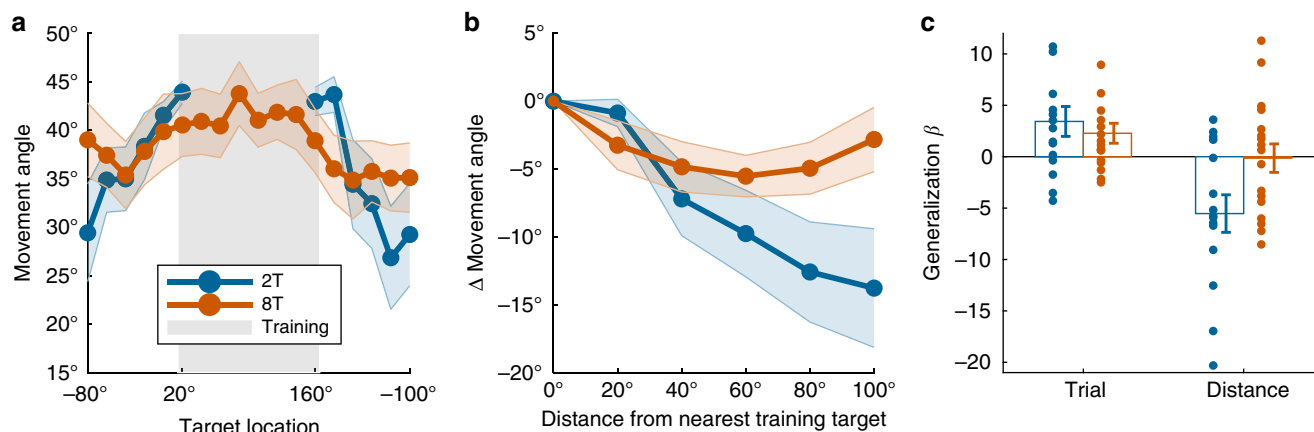 a
50°
45°
40°
35°
30°
25°
20°
15°
Movement angle
2T
8T
Training
−80°
20°
160°
−100°
Target location
b
5°
0°
−5°
−10°
−15°
−20°
Δ Movement angle
0°
20°
40°
60°
80°
100°
Distance from nearest training target
c
10
5
0
−5
−10
−15
−20
Generalization β
Trial
Distance